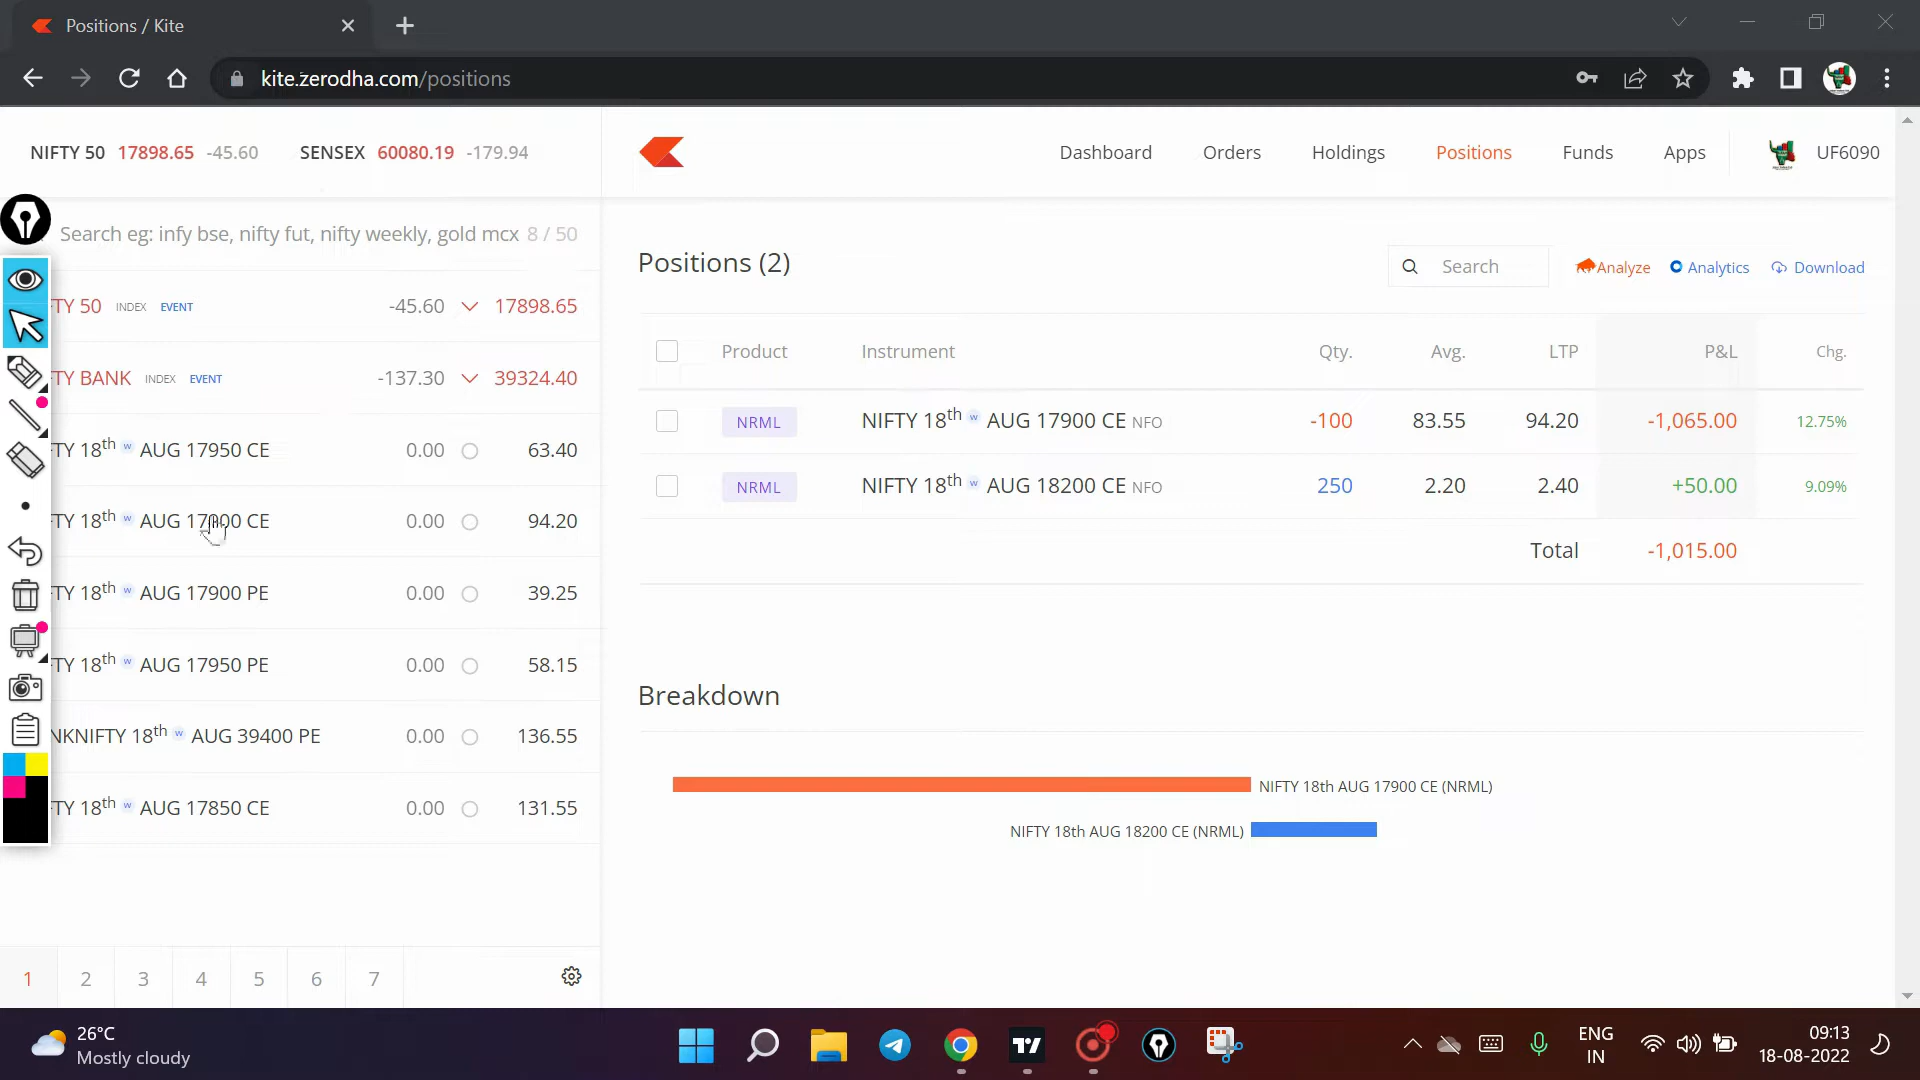 Positions / Kite
kite.zerodha.com/positions
NIFTY 50 17898.65 -45.60 SENSEX 60080.19 -179.94
Dashboard Orders Holdings Positions Funds Apps UF6090
Search eg: infy bse, nifty fut, nifty weekly, gold mcx 8 / 50
TY 50 INDEX EVENT -45.60 17898.65
TY BANK INDEX EVENT -137.30 39324.40
TY 18th w AUG 17950 CE 0.00 63.40
TY 18th w AUG 17900 CE 0.00 94.20
TY 18th w AUG 17900 PE 0.00 39.25
TY 18th w AUG 17950 PE 0.00 58.15
NKNIFTY 18th w AUG 39400 PE 0.00 136.55
TY 18th w AUG 17850 CE 0.00 131.55
1 2 3 4 5 6 7
Positions (2)
Search Analyze Analytics Download
Product Instrument Qty. Avg. LTP P&L Chg.
NRML NIFTY 18th w AUG 17900 CE NFO -100 83.55 94.20 -1,065.00 12.75%
NRML NIFTY 18th w AUG 18200 CE NFO 250 2.20 2.40 +50.00 9.09%
Total -1,015.00
Breakdown
NIFTY 18th AUG 17900 CE (NRML)
NIFTY 18th AUG 18200 CE (NRML)
26°C
Mostly cloudy
ENG
IN
09:13
18-08-2022